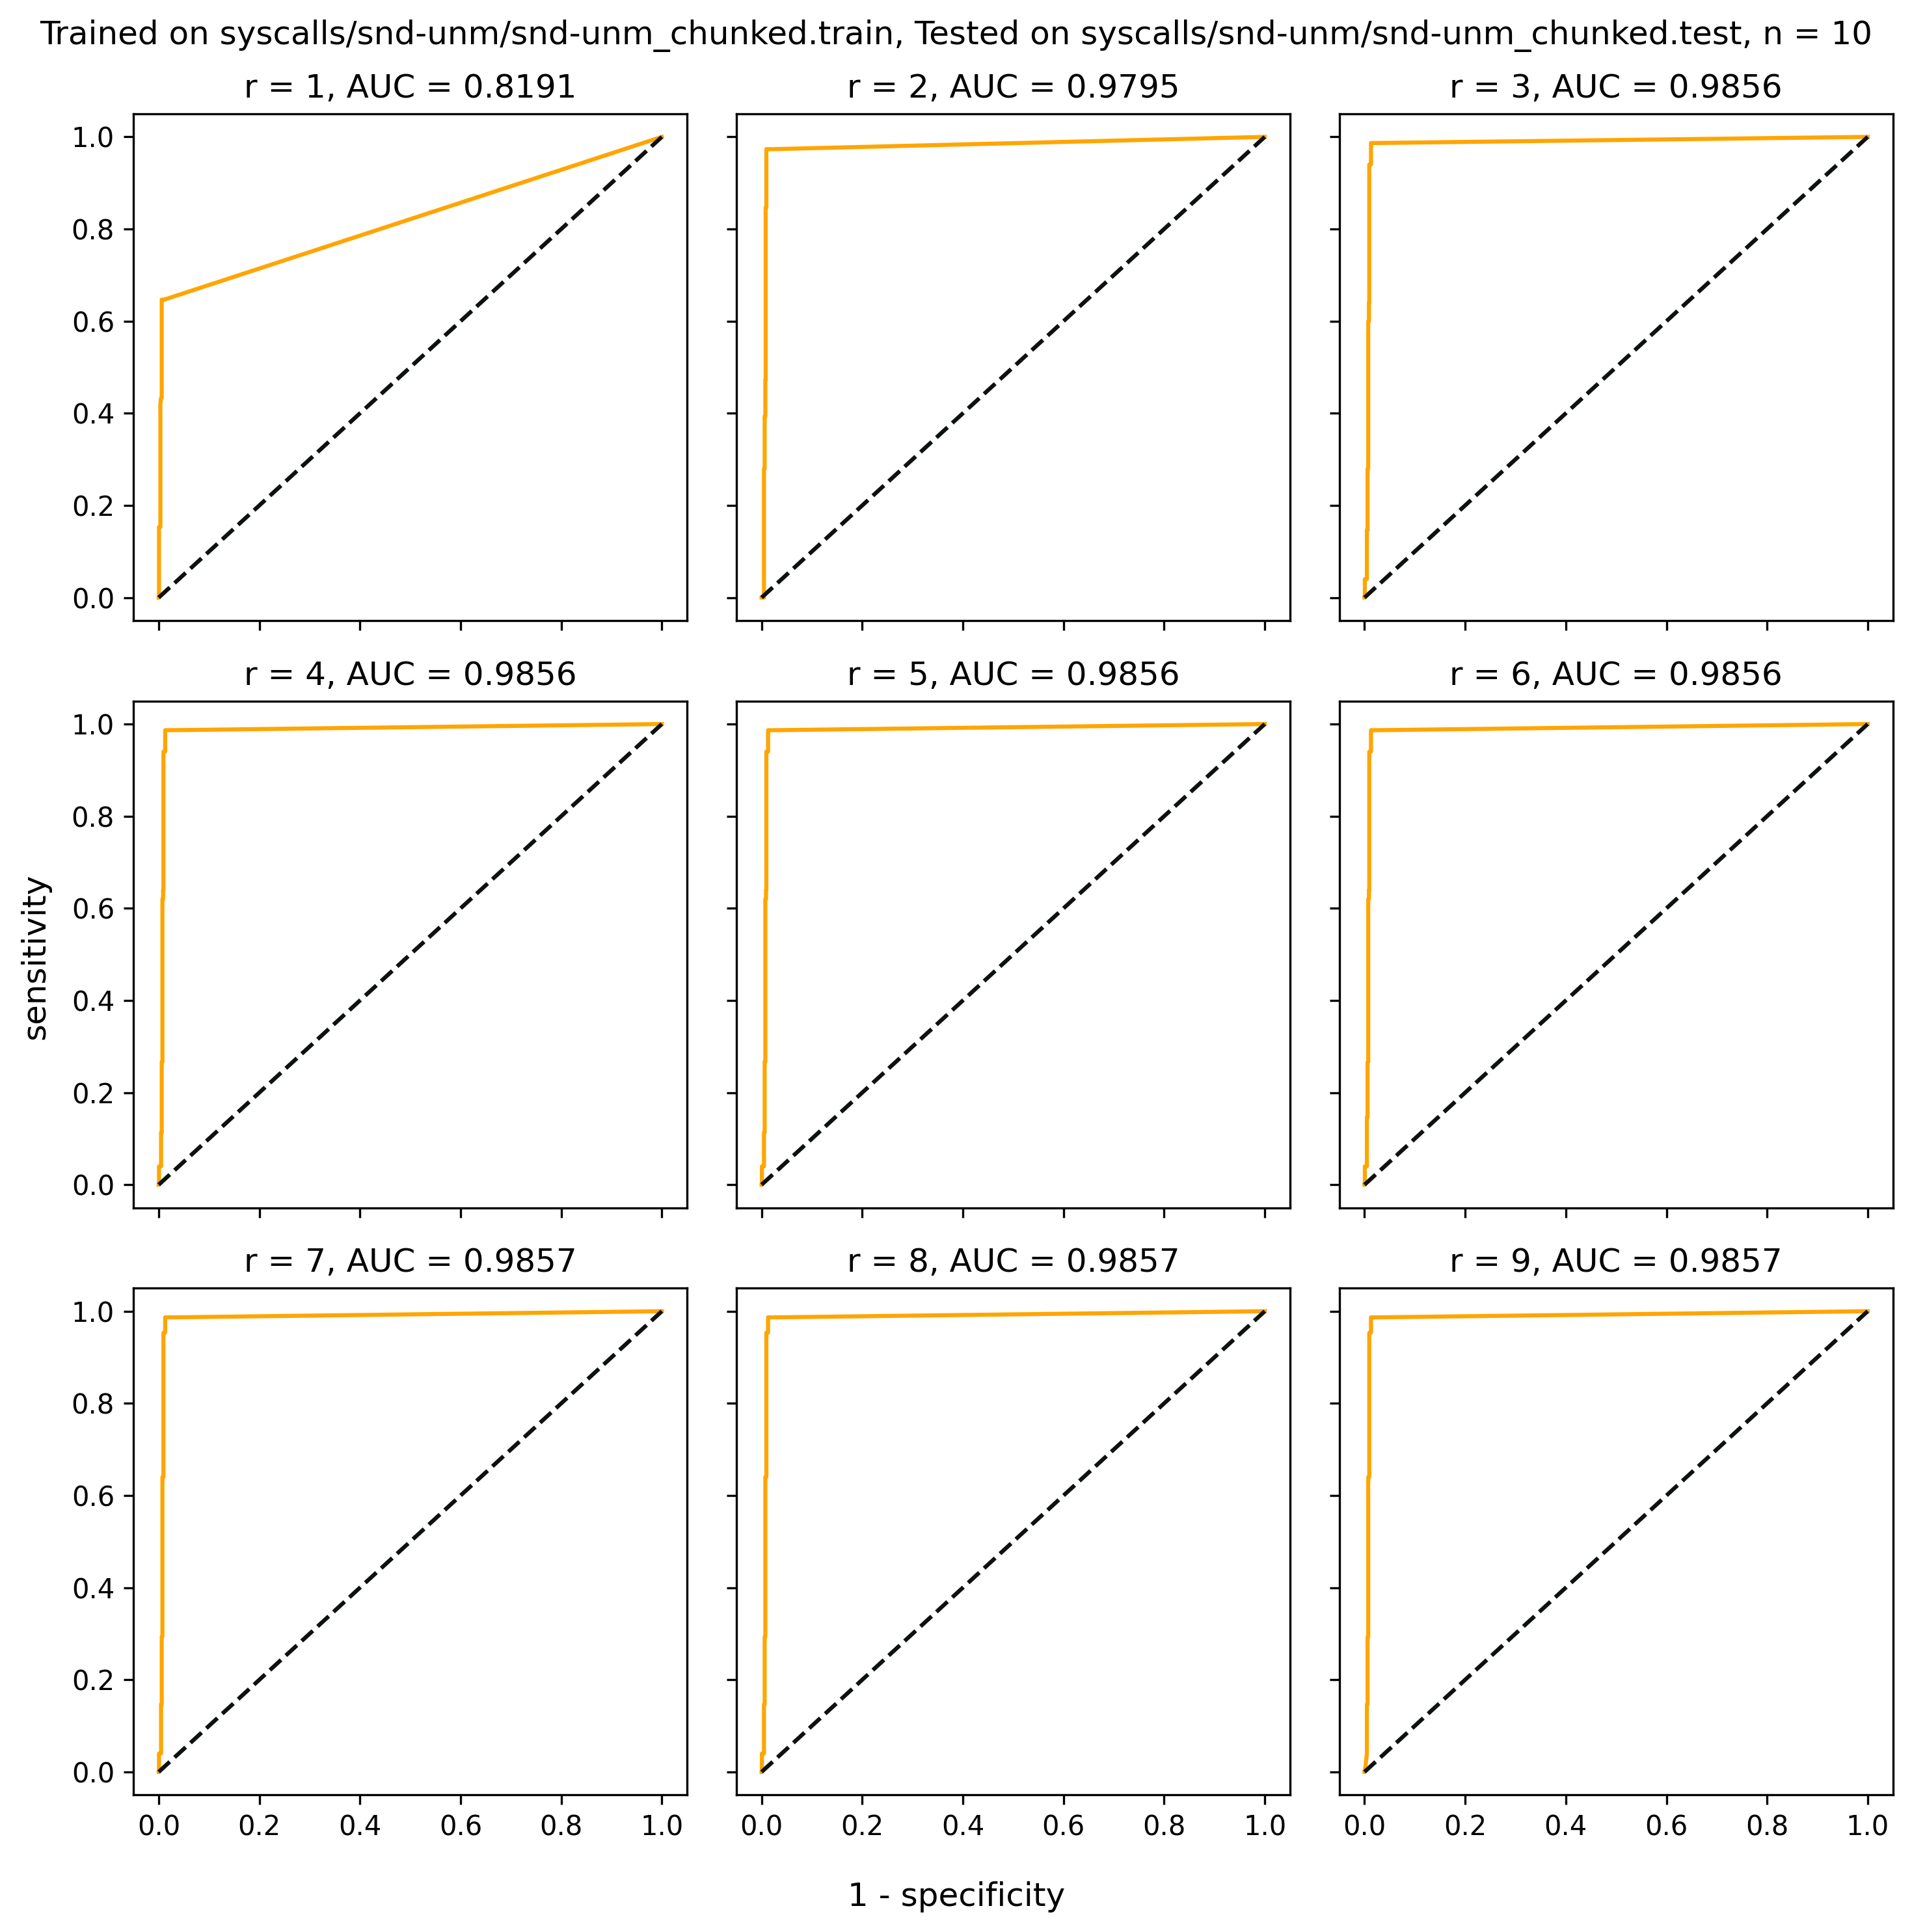 Trained on syscalls/snd-unm/snd-unm_chunked.train, Tested on syscalls/snd-unm/snd-unm_chunked.test, n = 10
r = 1, AUC = 0.8191
r = 2, AUC = 0.9795
r = 3, AUC = 0.9856
1.0
0.8
0.6
0.4
0.2
0.0
r = 4, AUC = 0.9856
r = 5, AUC = 0.9856
r = 6, AUC = 0.9856
1.0
0.8
0.6
0.4
0.2
0.0
sensitivity
r = 7, AUC = 0.9857
r = 8, AUC = 0.9857
r = 9, AUC = 0.9857
1.0
0.8
0.6
0.4
0.2
0.0
0.0 0.2 0.4 0.6 0.8 1.0
0.0 0.2 0.4 0.6 0.8 1.0
0.0 0.2 0.4 0.6 0.8 1.0
1 - specificity